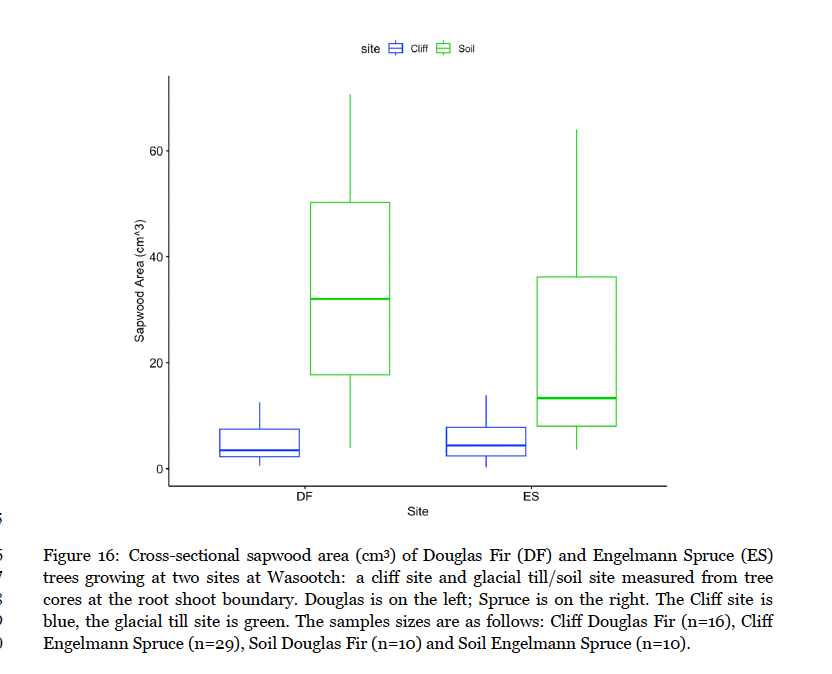 site Cliff Soil
60
40
20
0
Sapwood Area (cm^3)
DF ES
Site
Figure 16: Cross-sectional sapwood area (cm³) of Douglas Fir (DF) and Engelmann Spruce (ES)
trees growing at two sites at Wasootch: a cliff site and glacial till/soil site measured from tree
cores at the root shoot boundary. Douglas is on the left; Spruce is on the right. The Cliff site is
blue, the glacial till site is green. The samples sizes are as follows: Cliff Douglas Fir (n=16), Cliff
Engelmann Spruce (n=29), Soil Douglas Fir (n=10) and Soil Engelmann Spruce (n=10).